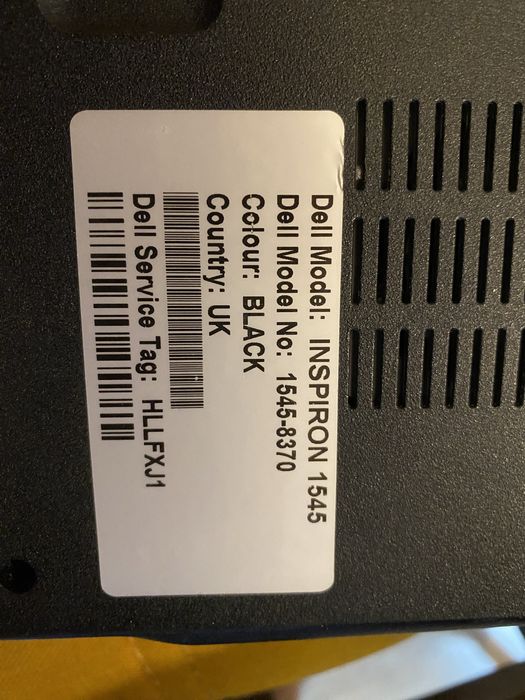 Dell Model: INSPIRON 1545
Dell Model No: 1545-8370
Colour: BLACK
Country: UK
Dell Service Tag: HLLFXJ1